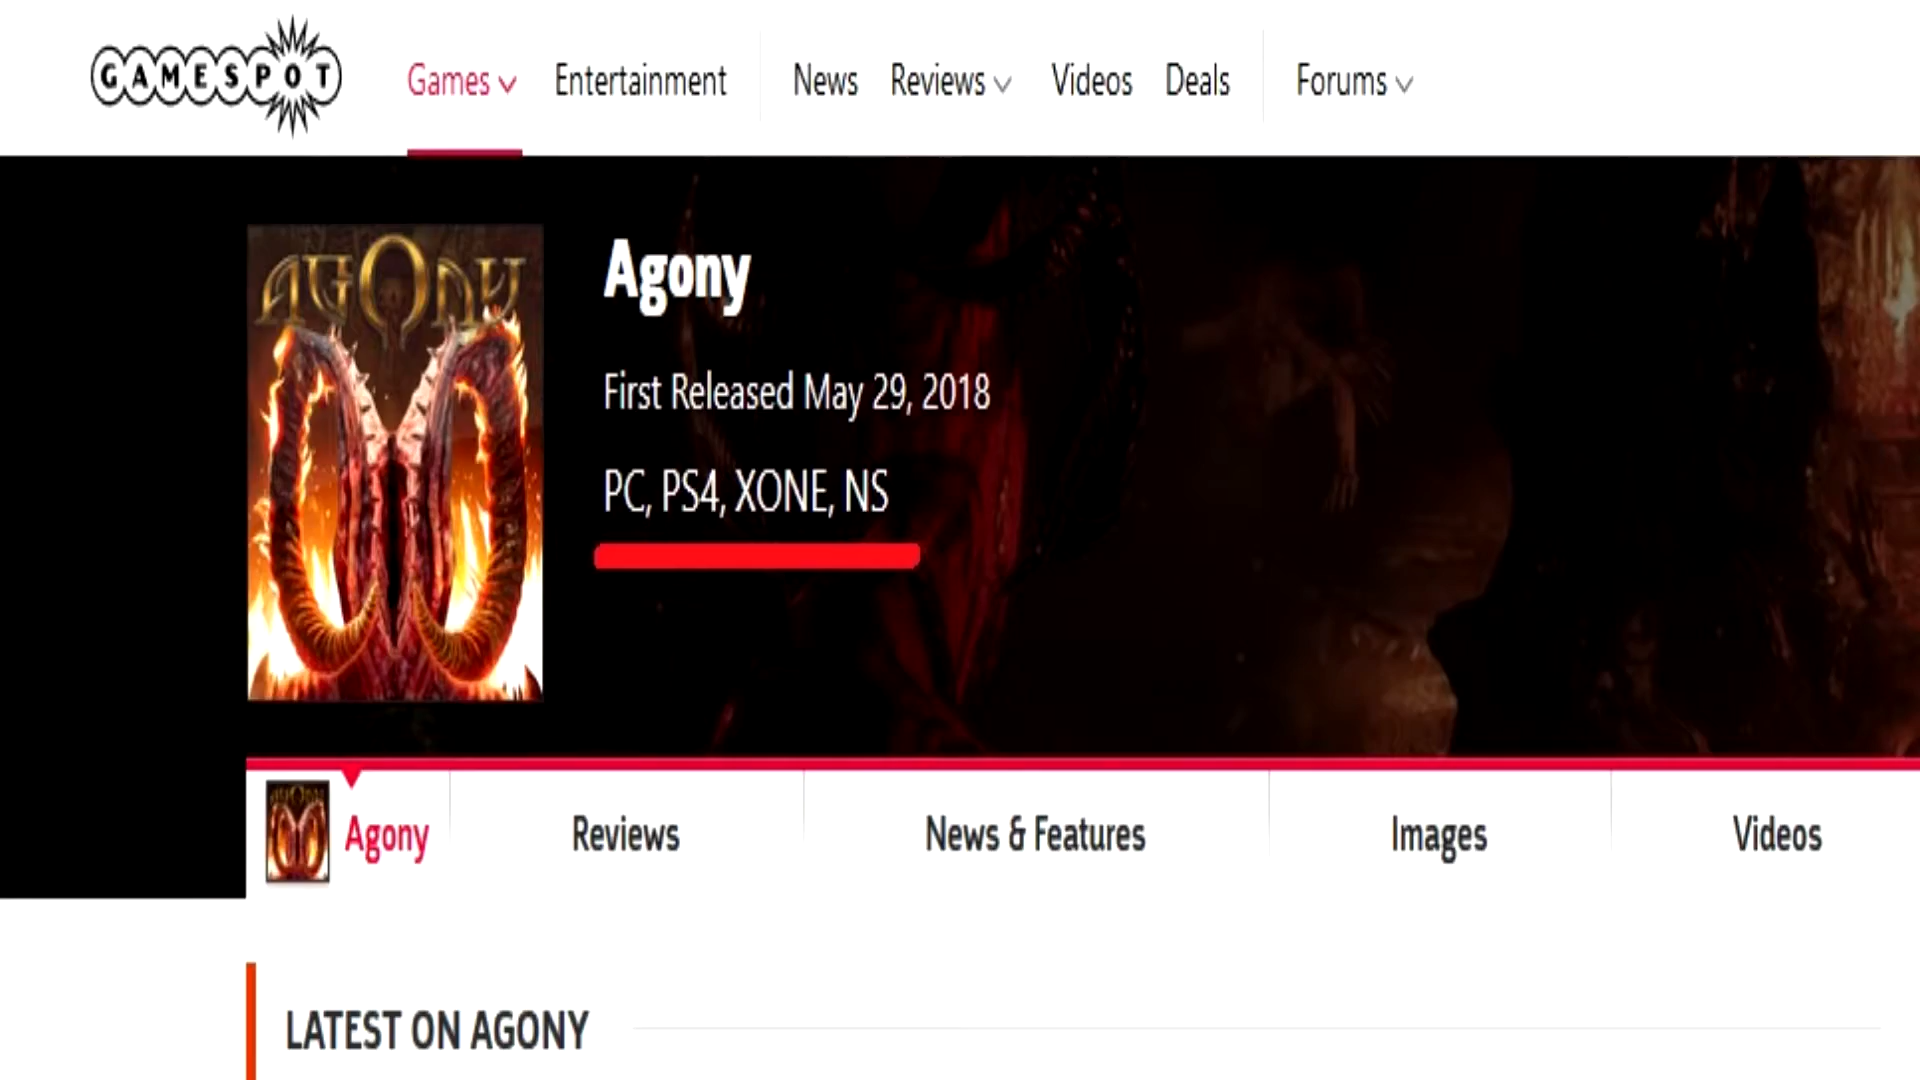 GAMESPOT
Games Entertainment News Reviews Videos Deals Forums
AGONY
Agony
First Released May 29, 2018
PC, PS4, XONE, NS
Agony Reviews News & Features Images Videos
LATEST ON AGONY